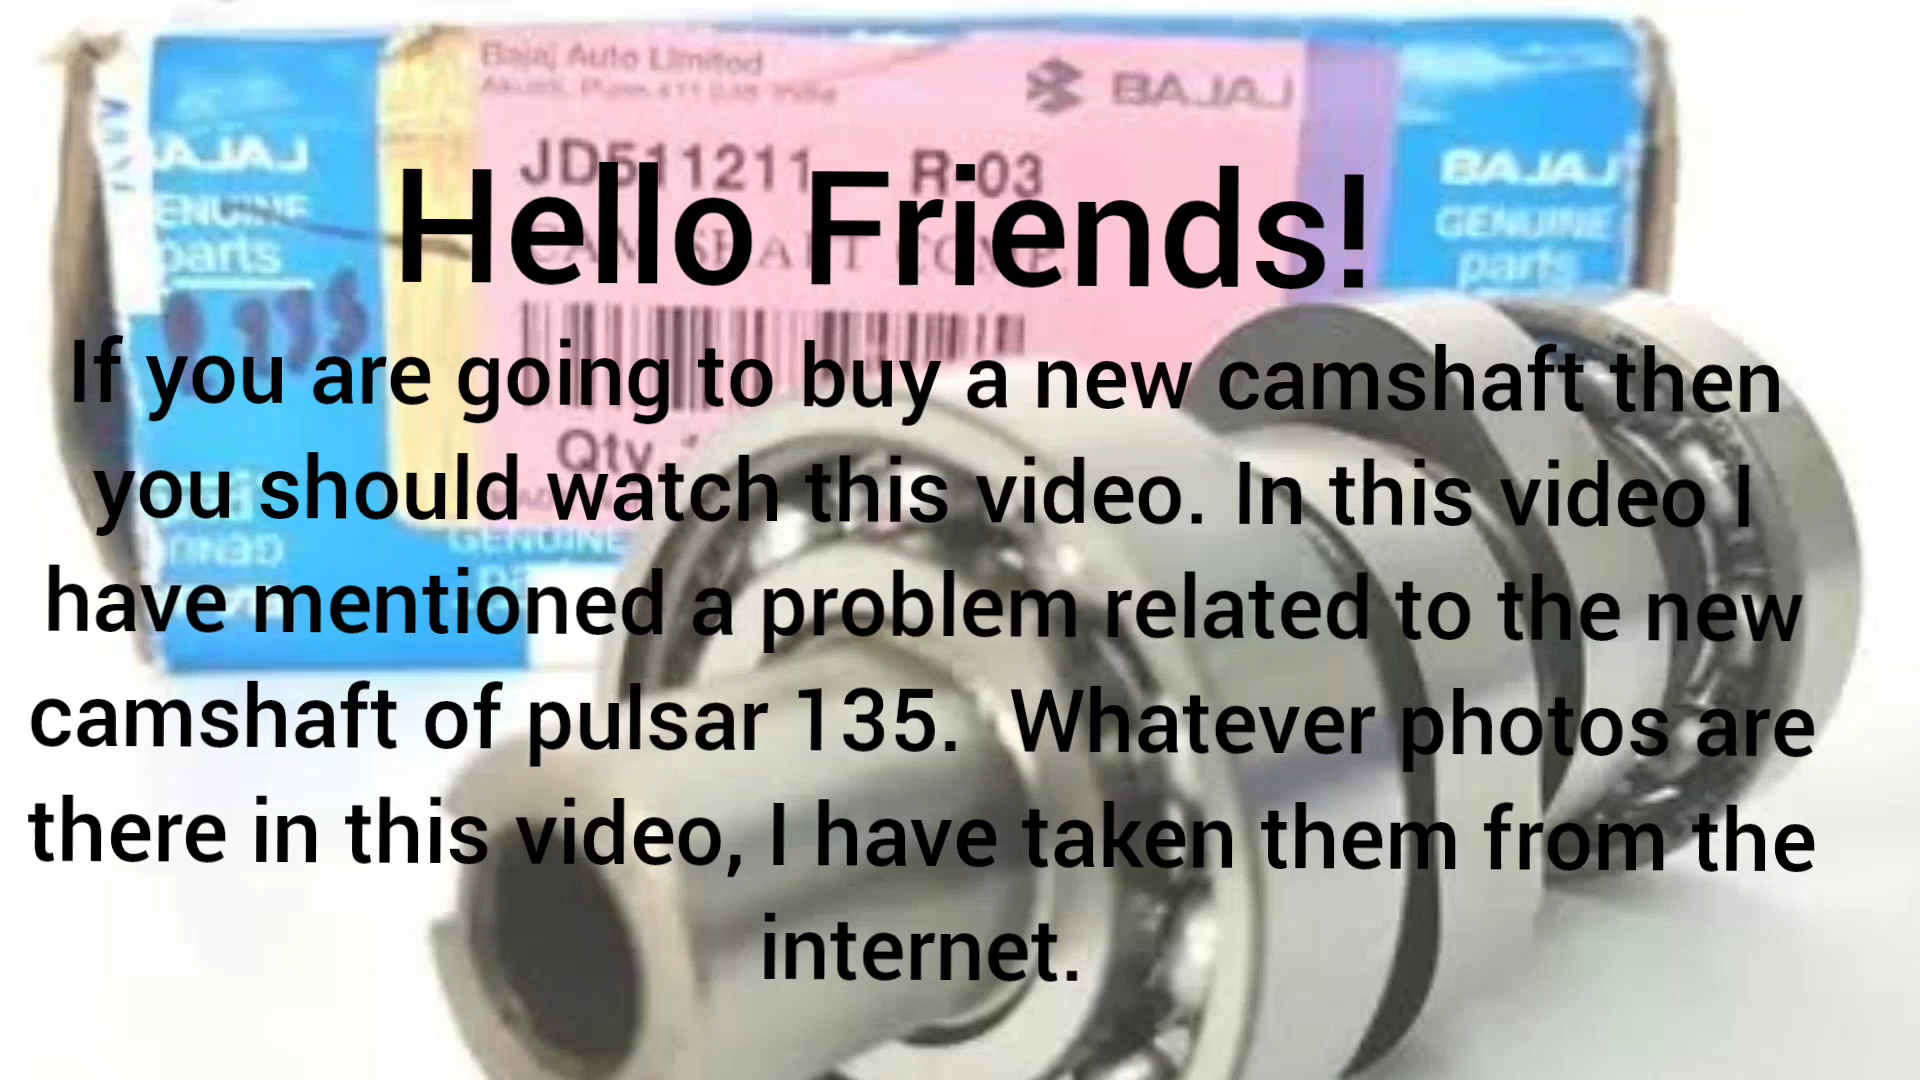 Bajaj Auto Limited
BAJAJ
JD511211 R-03
BAJAJ
GENUINE
parts
BAJAJ
GENUINE
parts
Hello Friends!
If you are going to buy a new camshaft then
you should watch this video. In this video I
have mentioned a problem related to the new
camshaft of pulsar 135. Whatever photos are
there in this video, I have taken them from the
internet.
Qty.
GENUINE